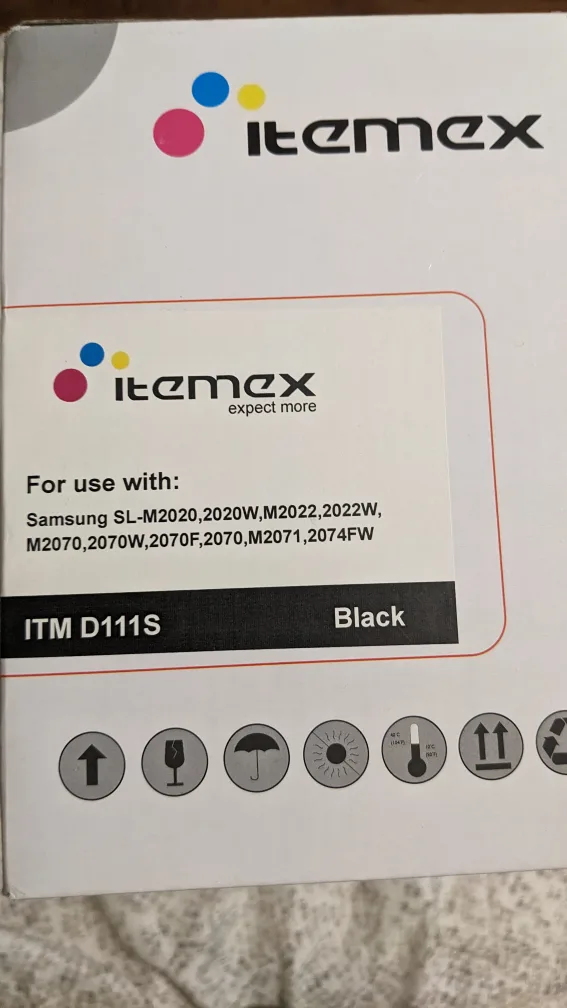 itemex
itemex
expect more
For use with:
Samsung SL-M2020,2020W,M2022,2022W,
M2070,2070W,2070F,2070,M2071,2074FW
ITM D111S Black